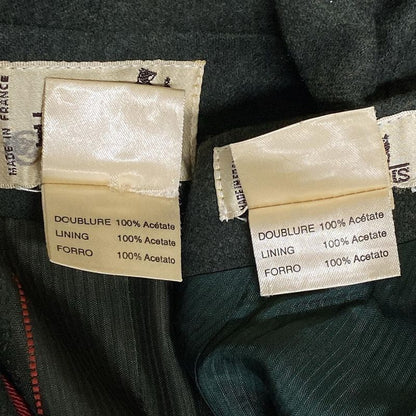 MADE IN FRANCE
DOUBLURE 100% Acétate
LINING 100% Acetate
FORRO 100% Acetato
DOUBLURE 100% Acétate
LINING 100% Acetate
FORRO 100% Acetato